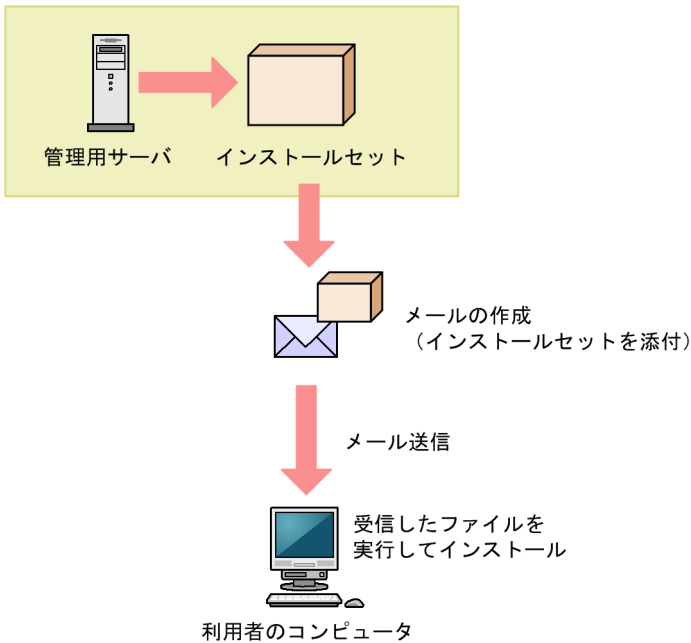 管理用サーバ
インストールセット
メールの作成
（インストールセットを添付）
メール送信
受信したファイルを
実行してインストール
利用者のコンピュータ